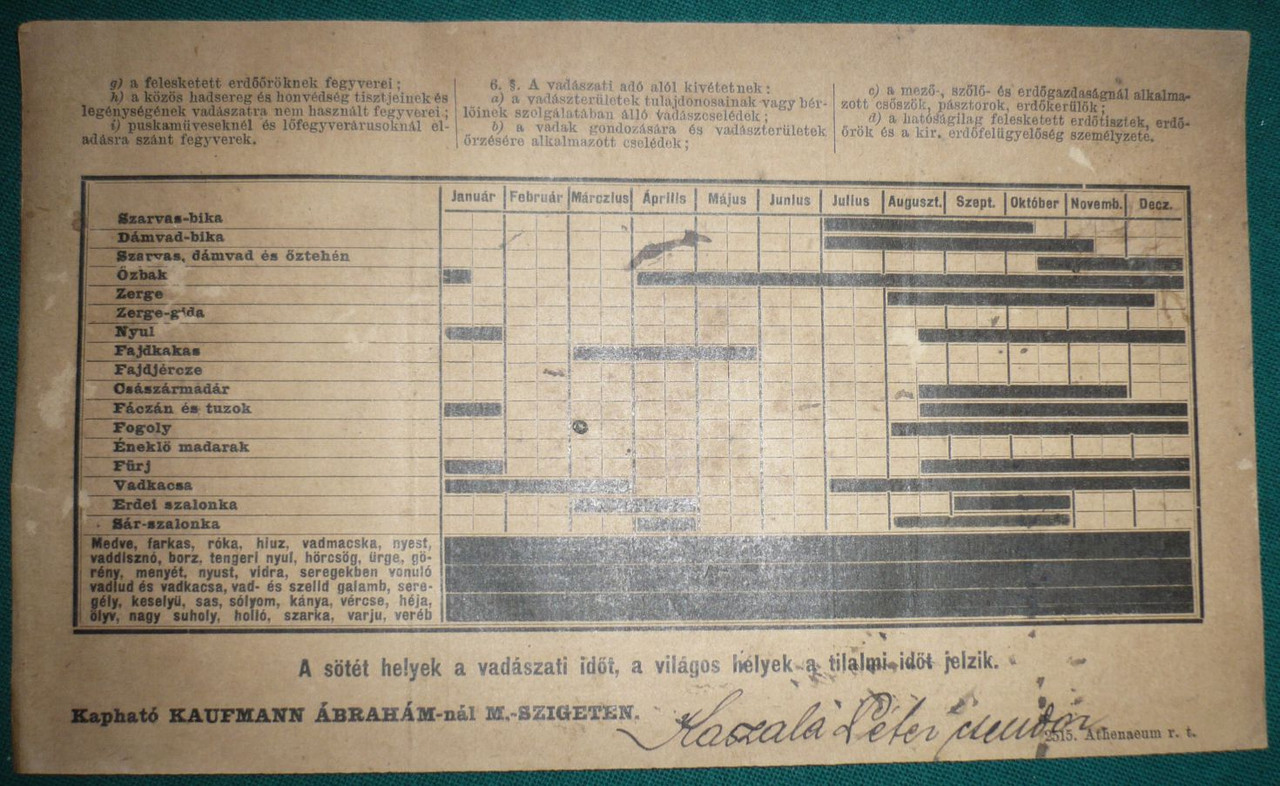 g) a felesketett erdőőröknek fegyverei;
h) a közös hadsereg és honvédség tisztjeinek és
legénységének vadászatra nem használt fegyverei;
i) puskaműveseknél és lőfegyverárusoknál el-
adásra szánt fegyverek.
6. §. A vadászati adó alól kivétetnek:
a) a vadászterületek tulajdonosainak vagy bér-
lőinek szolgálatában álló vadászcselédek;
b) a vadak gondozására és vadászterületek
őrzésére alkalmazott cselédek;
c) a mező-, szőlő- és erdőgazdaságnál alkalma-
zott csőszök, pásztorok, erdőkerülők;
d) a hatóságilag felesketett erdőtisztek, erdő-
őrök és a kir. erdőfelügyelőség személyzete.
Január Február Márczius Április Május Junius Julius Auguszt. Szept. Október Novemb. Decz.
Szarvas-bika
Dámvad-bika
Szarvas, dámvad és őztehén
Őzbak
Zerge
Zerge-gida
Nyul
Fajdkakas
Fajdjércze
Császármadár
Fáczán és tuzok
Fogoly
Éneklő madarak
Fürj
Vadkacsa
Erdei szalonka
Sár-szalonka
Medve, farkas, róka, hiuz, vadmacska, nyest,
vaddisznó, borz, tengeri nyul, hörcsög, ürge, gö-
rény, menyét, nyust, vidra, seregekben vonuló
vadlud és vadkacsa, vad- és szelid galamb, sere-
gély, keselyü, sas, sólyom, kánya, vércse, héja,
ölyv, nagy suholy, holló, szarka, varju, veréb
A sötét helyek a vadászati időt, a világos helyek a tilalmi időt jelzik.
Kapható KAUFMANN ÁBRAHÁM-nál M.-SZIGETEN.
Kaszala Péter csendőr
2515. Athenaeum r. t.